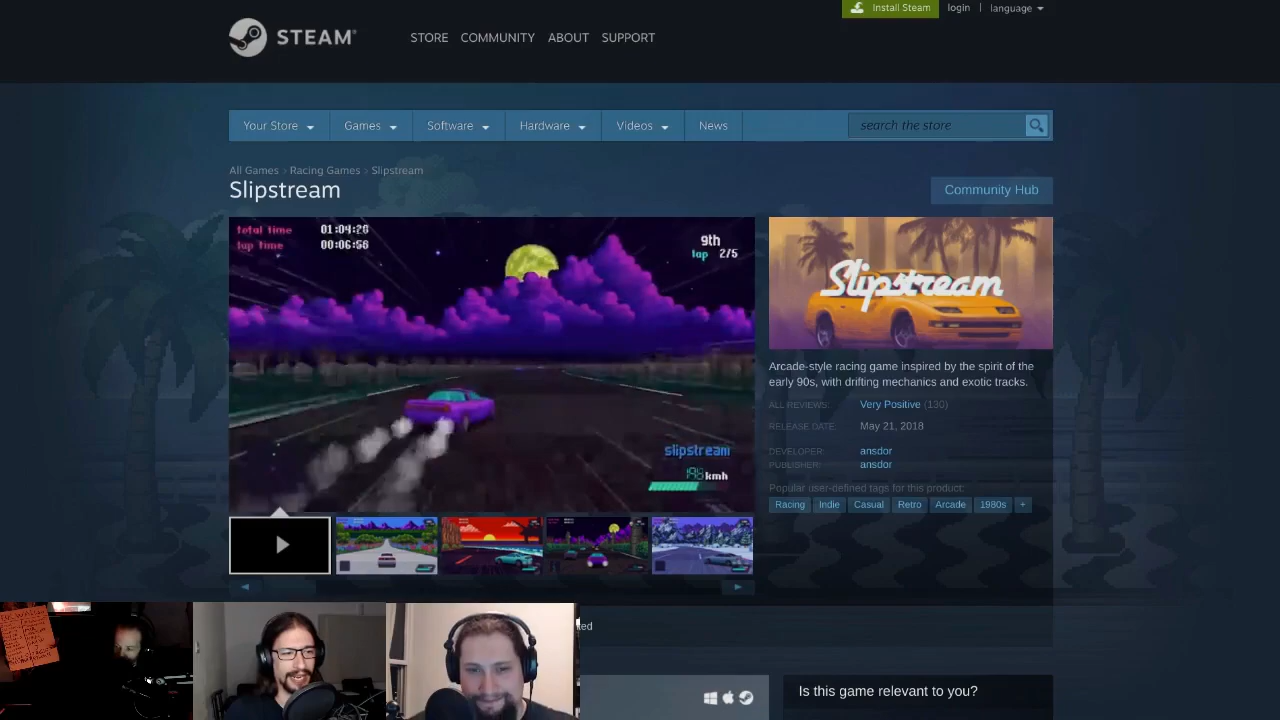 Install Steam
login | language
STEAM
STORE COMMUNITY ABOUT SUPPORT
Your Store Games Software Hardware Videos News search the store
All Games > Racing Games > Slipstream
Slipstream
Community Hub
total time 01:04:20
lap time 00:06:56
9th
lap 2/5
slipstream
kmh
Slipstream
Arcade-style racing game inspired by the spirit of the
early 90s, with drifting mechanics and exotic tracks.
ALL REVIEWS: Very Positive (130)
RELEASE DATE: May 21, 2018
DEVELOPER: ansdor
PUBLISHER: ansdor
Popular user-defined tags for this product:
Racing Indie Casual Retro Arcade 1980s +
Is this game relevant to you?